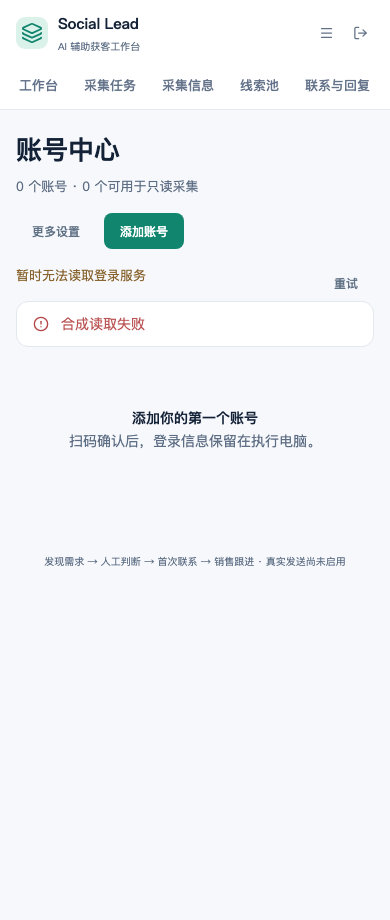 Social Lead
AI 辅助获客工作台
工作台 采集任务 采集信息 线索池 联系与回复
账号中心
0 个账号 · 0 个可用于只读采集
更多设置 添加账号
暂时无法读取登录服务
重试
合成读取失败
添加你的第一个账号
扫码确认后，登录信息保留在执行电脑。
发现需求 → 人工判断 → 首次联系 → 销售跟进 · 真实发送尚未启用